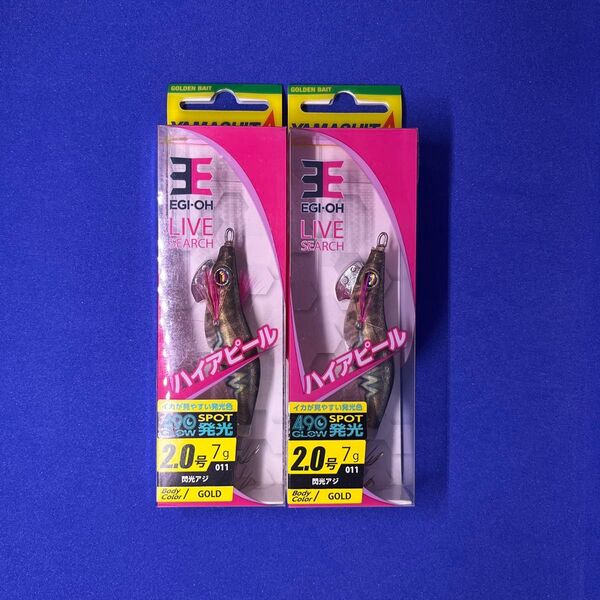 GOLDEN BAIT
YAMASHITA
EGI-OH
LIVE
SEARCH
ハイアピール
イカが見やすい発光色
490 SPOT
GLOW 発光
2.0号 7g
011
閃光アジ
Body Color / GOLD
GOLDEN BAIT
YAMASHITA
EGI-OH
LIVE
SEARCH
ハイアピール
イカが見やすい発光色
490 SPOT
GLOW 発光
2.0号 7g
011
閃光アジ
Body Color / GOLD